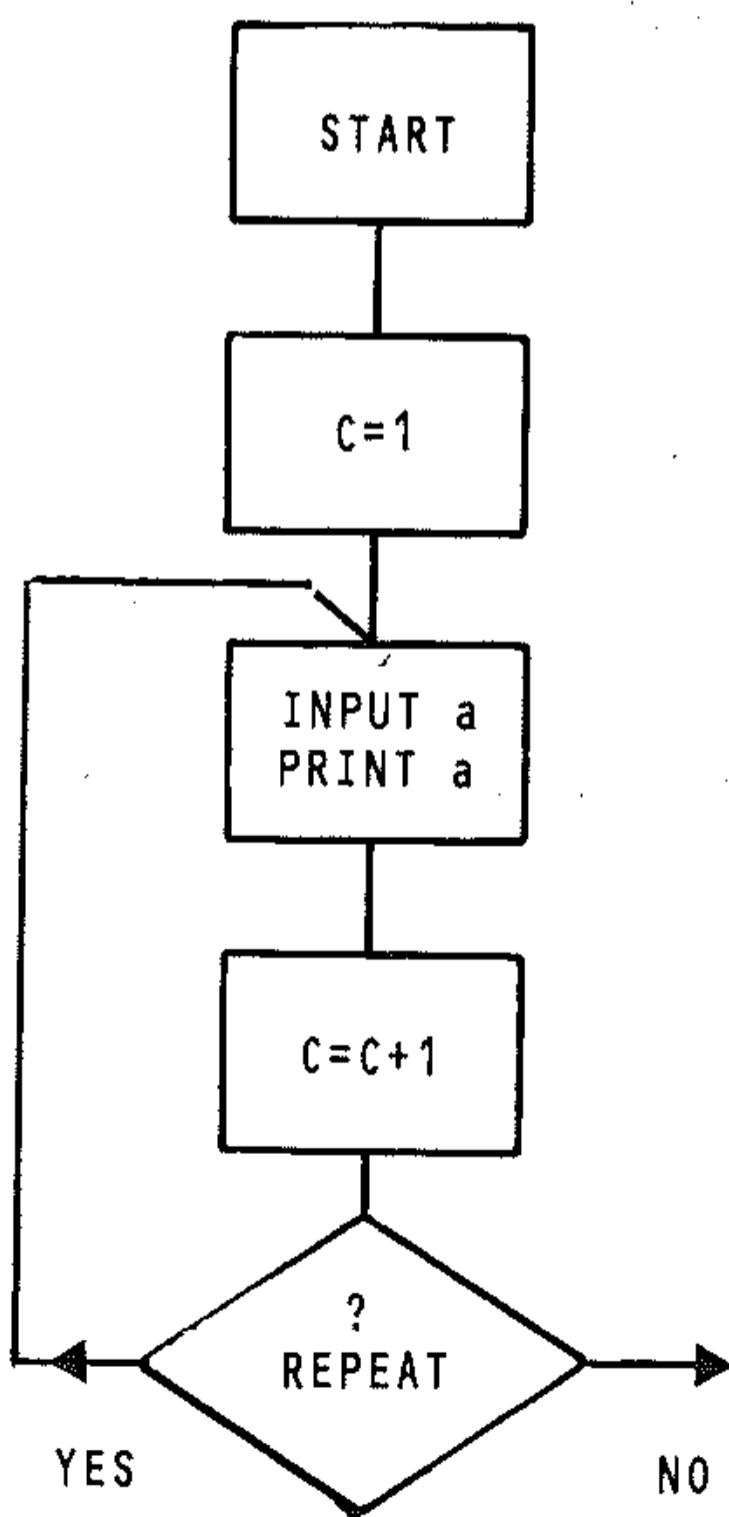 START
C=1
INPUT a
PRINT a
C=C+1
?
REPEAT
YES
NO